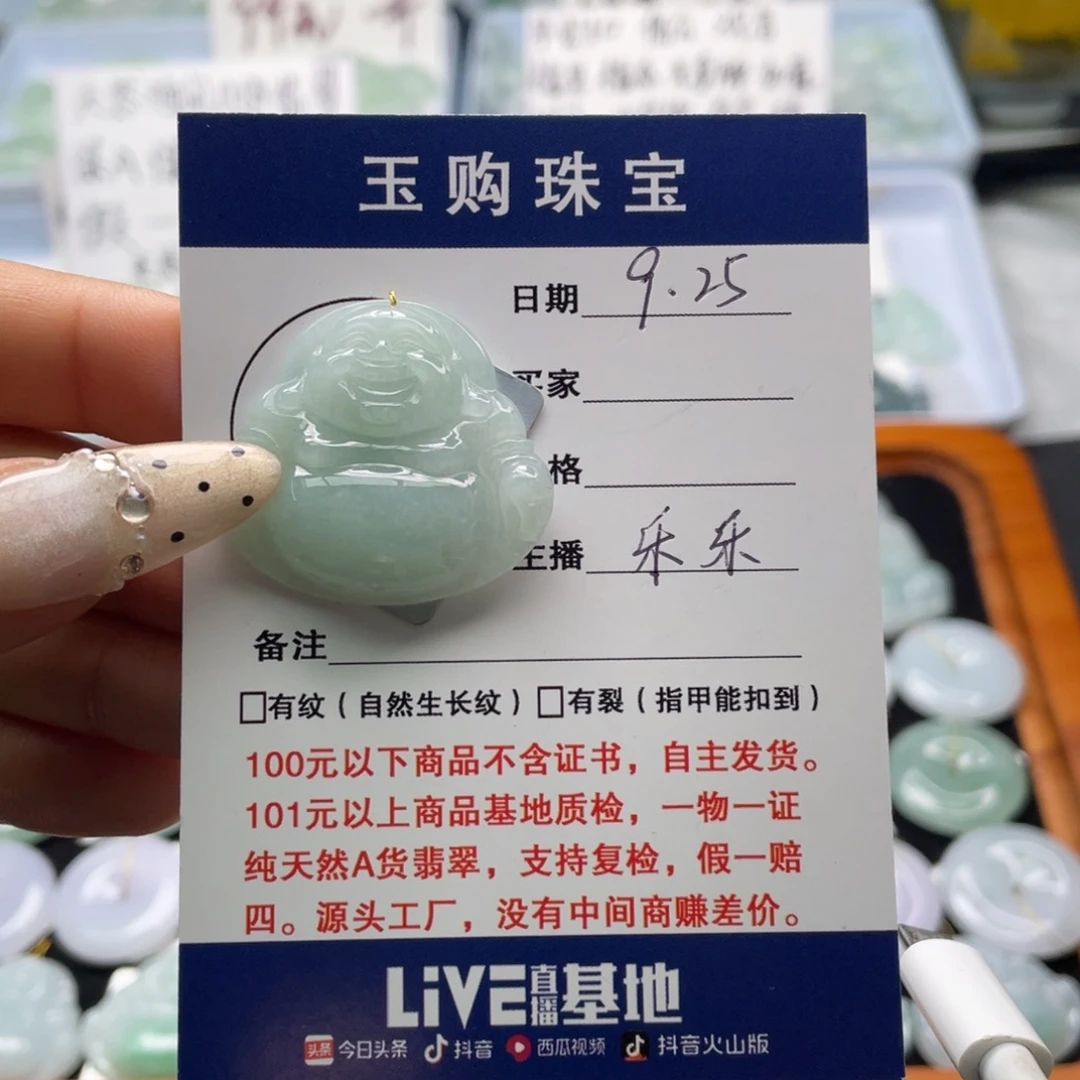 玉购珠宝
日期 9.25
买家
格
主播 乐乐
备注
□有纹（自然生长纹）□有裂（指甲能扣到）
100元以下商品不含证书，自主发货。
101元以上商品基地质检，一物一证
纯天然A货翡翠，支持复检，假一赔
四。源头工厂，没有中间商赚差价。
LiVE直播基地
头条 今日头条 抖音 西瓜视频 抖音火山版